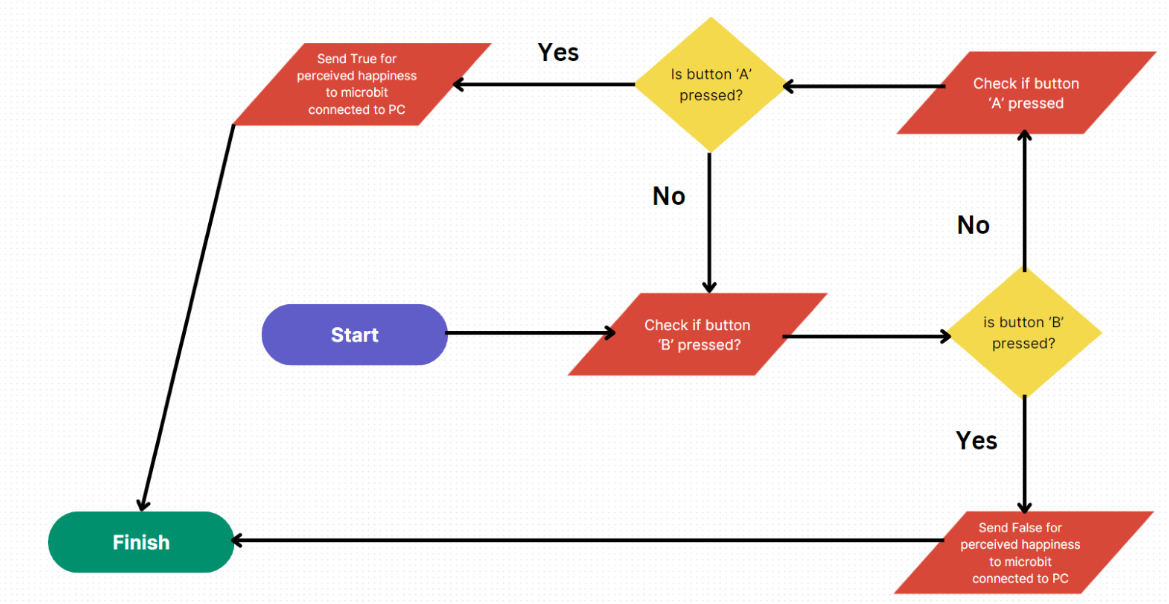 Send True for
perceived happiness
to microbit
connected to PC
Yes
Is button ‘A’
pressed?
Check if button
‘A’ pressed
No
No
Start
Check if button
‘B’ pressed?
is button ‘B’
pressed?
Yes
Finish
Send False for
perceived happiness
to microbit
connected to PC